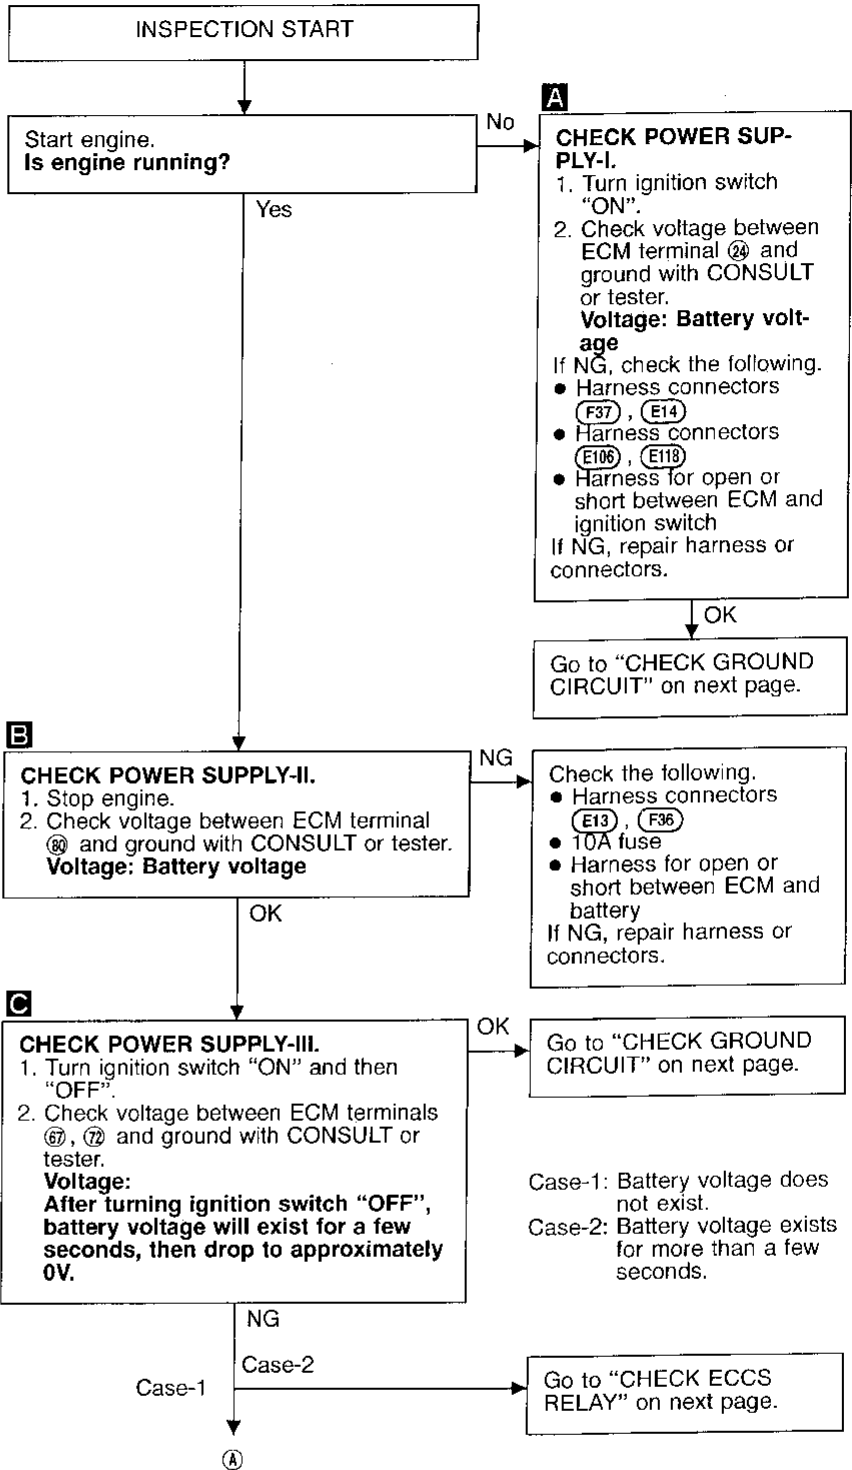 INSPECTION START
Start engine.
Is engine running?
No
Yes
A
CHECK POWER SUP-
PLY-I.
1. Turn ignition switch
“ON”.
2. Check voltage between
ECM terminal ㉔ and
ground with CONSULT
or tester.
Voltage: Battery volt-
age
If NG, check the following.
● Harness connectors
F37 , E14
● Harness connectors
E106 , E118
● Harness for open or
short between ECM and
ignition switch
If NG, repair harness or
connectors.
OK
Go to “CHECK GROUND
CIRCUIT” on next page.
B
CHECK POWER SUPPLY-II.
1. Stop engine.
2. Check voltage between ECM terminal
80 and ground with CONSULT or tester.
Voltage: Battery voltage
NG
Check the following.
● Harness connectors
E13 , F36
● 10A fuse
● Harness for open or
short between ECM and
battery
If NG, repair harness or
connectors.
OK
C
CHECK POWER SUPPLY-III.
1. Turn ignition switch “ON” and then
“OFF”.
2. Check voltage between ECM terminals
67, 72 and ground with CONSULT or
tester.
Voltage:
After turning ignition switch “OFF”,
battery voltage will exist for a few
seconds, then drop to approximately
0V.
OK
Go to “CHECK GROUND
CIRCUIT” on next page.
Case-1: Battery voltage does
not exist.
Case-2: Battery voltage exists
for more than a few
seconds.
NG
Case-2
Case-1
Go to “CHECK ECCS
RELAY” on next page.
Ⓐ